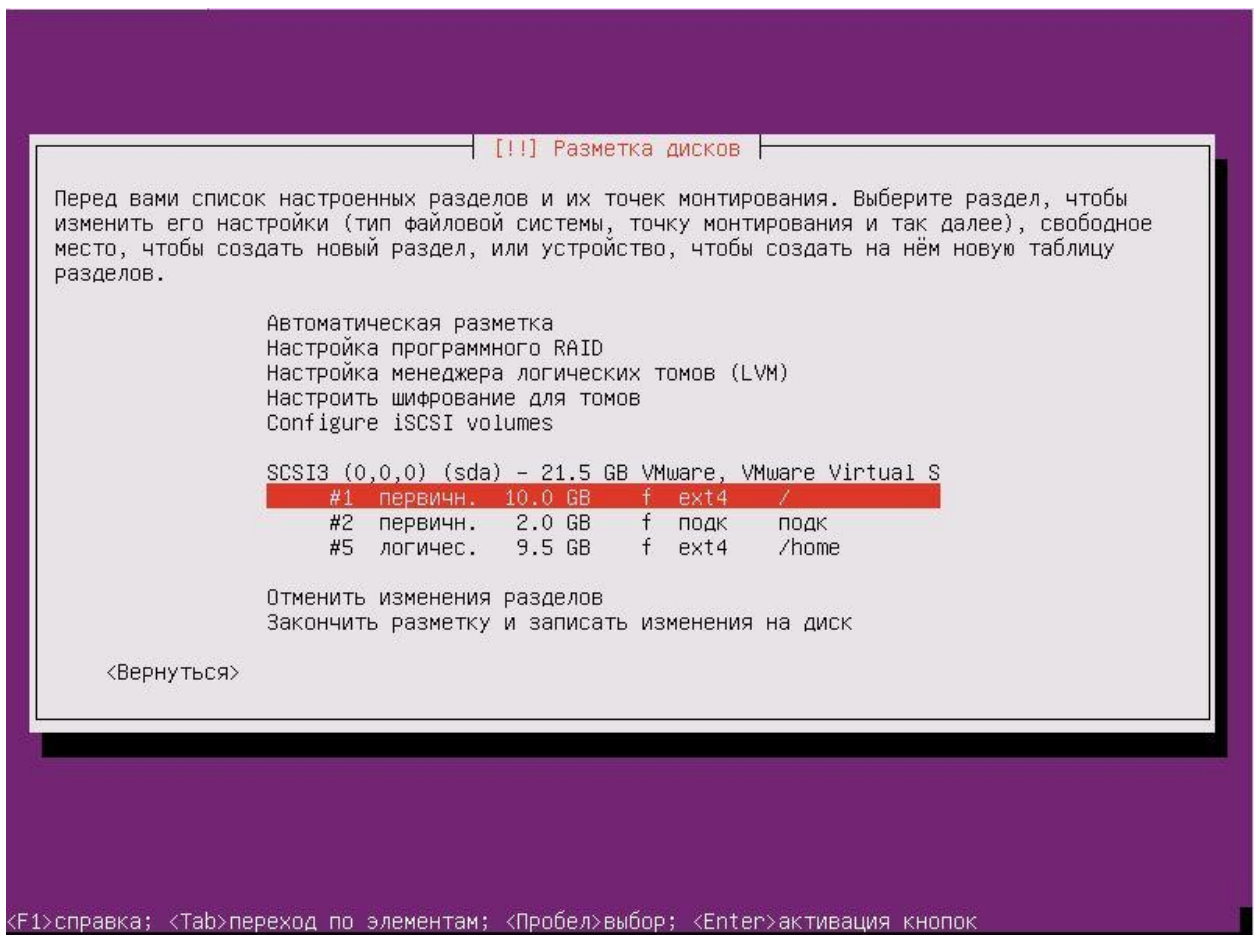 [!!] Разметка дисков
Перед вами список настроенных разделов и их точек монтирования. Выберите раздел, чтобы
изменить его настройки (тип файловой системы, точку монтирования и так далее), свободное
место, чтобы создать новый раздел, или устройство, чтобы создать на нём новую таблицу
разделов.
Автоматическая разметка
Настройка программного RAID
Настройка менеджера логических томов (LVM)
Настроить шифрование для томов
Configure iSCSI volumes
SCSI3 (0,0,0) (sda) - 21.5 GB VMware, VMware Virtual S
#1 первичн. 10.0 GB f ext4 /
#2 первичн. 2.0 GB f подк подк
#5 логичес. 9.5 GB f ext4 /home
Отменить изменения разделов
Закончить разметку и записать изменения на диск
<Вернуться>
<F1>справка; <Tab>переход по элементам; <Пробел>выбор; <Enter>активация кнопок